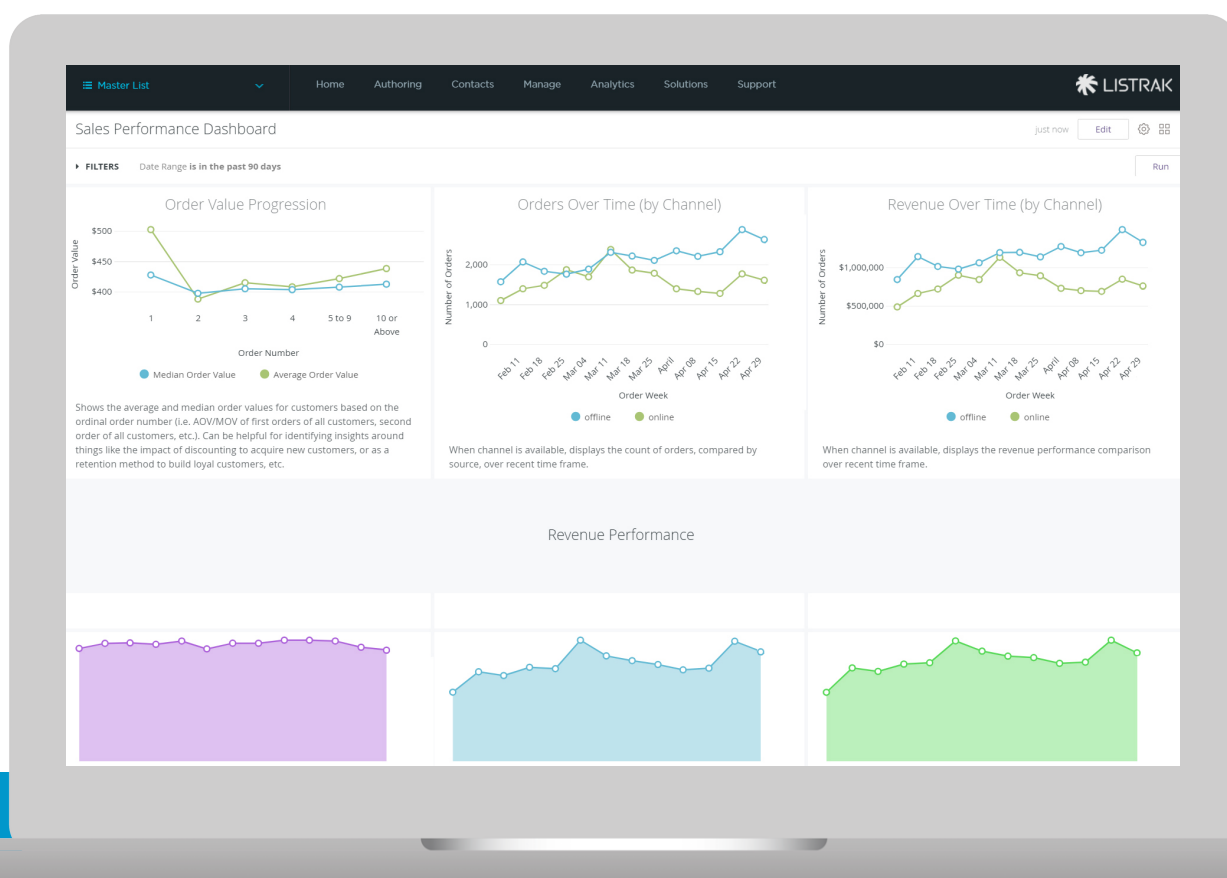 Master List
Home Authoring Contacts Manage Analytics Solutions Support
LISTRAK
Sales Performance Dashboard
just now
Edit
FILTERS Date Range is in the past 90 days
Run
Order Value Progression
Order Value
$500
$450
$400
1 2 3 4 5 to 9 10 or
Above
Order Number
Median Order Value Average Order Value
Shows the average and median order values for customers based on the
ordinal order number (i.e. AOV/MOV of first orders of all customers, second
order of all customers, etc.). Can be helpful for identifying insights around
things like the impact of discounting to acquire new customers, or as a
retention method to build loyal customers, etc.
Orders Over Time (by Channel)
Number of Orders
2,000
1,000
0
Feb 11 Feb 18 Feb 25 Mar 04 Mar 11 Mar 18 Mar 25 April Apr 08 Apr 15 Apr 22 Apr 29
Order Week
offline online
When channel is available, displays the count of orders, compared by
source, over recent time frame.
Revenue Over Time (by Channel)
Number of Orders
$1,000,000
$500,000
$0
Feb 11 Feb 18 Feb 25 Mar 04 Mar 11 Mar 18 Mar 25 April Apr 08 Apr 15 Apr 22 Apr 29
Order Week
offline online
When channel is available, displays the revenue performance comparison
over recent time frame.
Revenue Performance